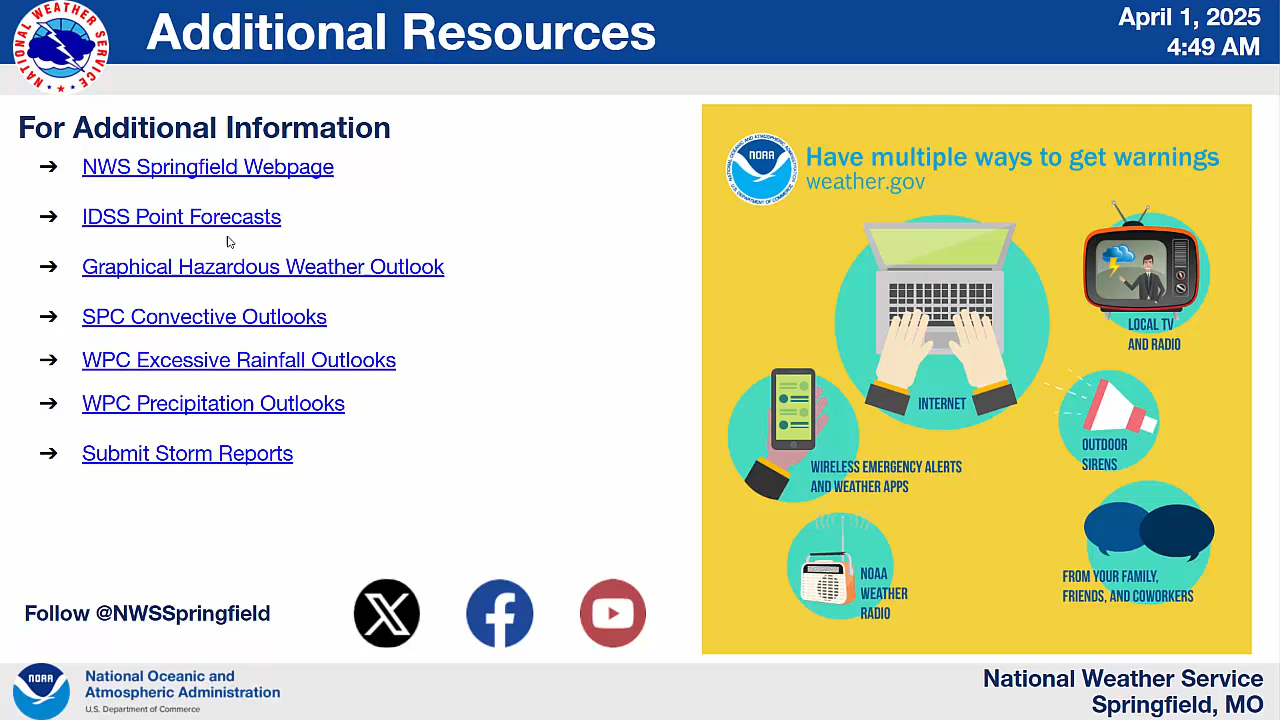 NATIONAL WEATHER SERVICE
Additional Resources
April 1, 2025
4:49 AM
For Additional Information
➔ NWS Springfield Webpage
➔ IDSS Point Forecasts
➔ Graphical Hazardous Weather Outlook
➔ SPC Convective Outlooks
➔ WPC Excessive Rainfall Outlooks
➔ WPC Precipitation Outlooks
➔ Submit Storm Reports
Follow @NWSSpringfield
NOAA
Have multiple ways to get warnings
weather.gov
LOCAL TV
AND RADIO
INTERNET
OUTDOOR
SIRENS
WIRELESS EMERGENCY ALERTS
AND WEATHER APPS
NOAA
WEATHER
RADIO
FROM YOUR FAMILY,
FRIENDS, AND COWORKERS
NOAA
National Oceanic and
Atmospheric Administration
U.S. Department of Commerce
National Weather Service
Springfield, MO